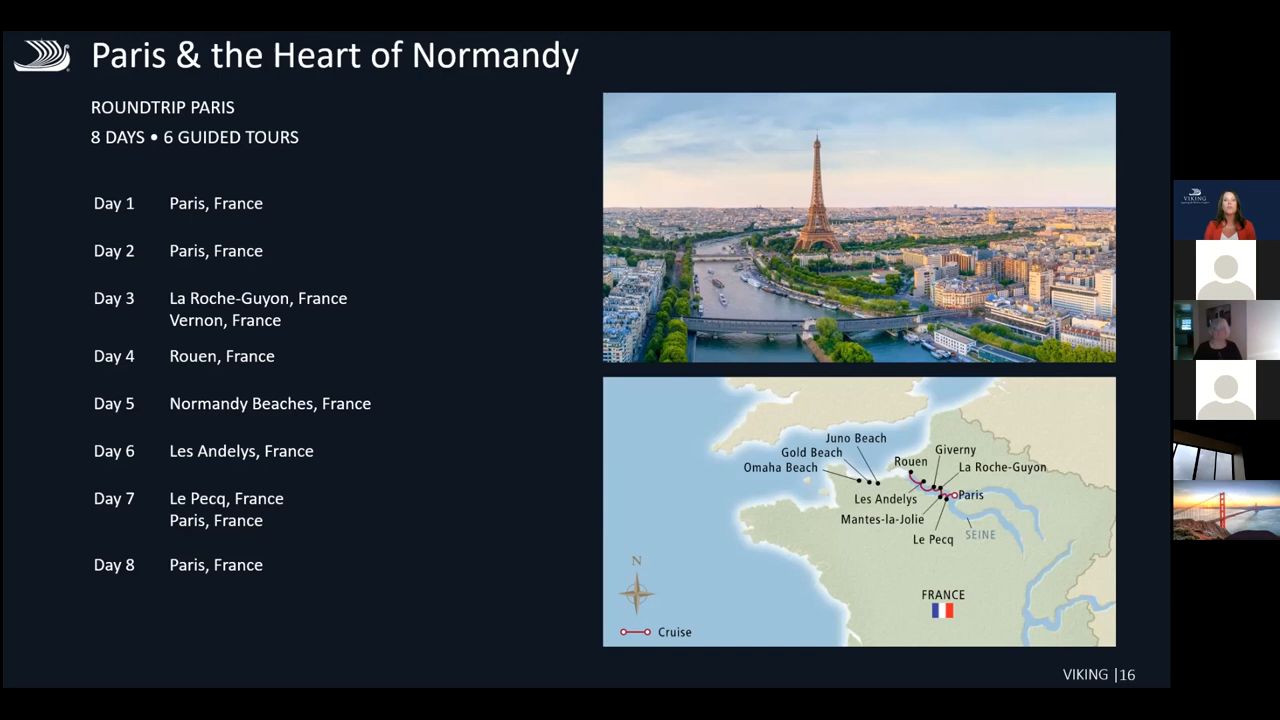 Paris & the Heart of Normandy
ROUNDTRIP PARIS
8 DAYS • 6 GUIDED TOURS
Day 1 Paris, France
Day 2 Paris, France
Day 3 La Roche-Guyon, France
Vernon, France
Day 4 Rouen, France
Day 5 Normandy Beaches, France
Day 6 Les Andelys, France
Day 7 Le Pecq, France
Paris, France
Day 8 Paris, France
Juno Beach
Gold Beach
Omaha Beach
Rouen
Giverny
La Roche-Guyon
Les Andelys
Paris
Mantes-la-Jolie
Le Pecq
SEINE
N
FRANCE
Cruise
VIKING |16
VIKING